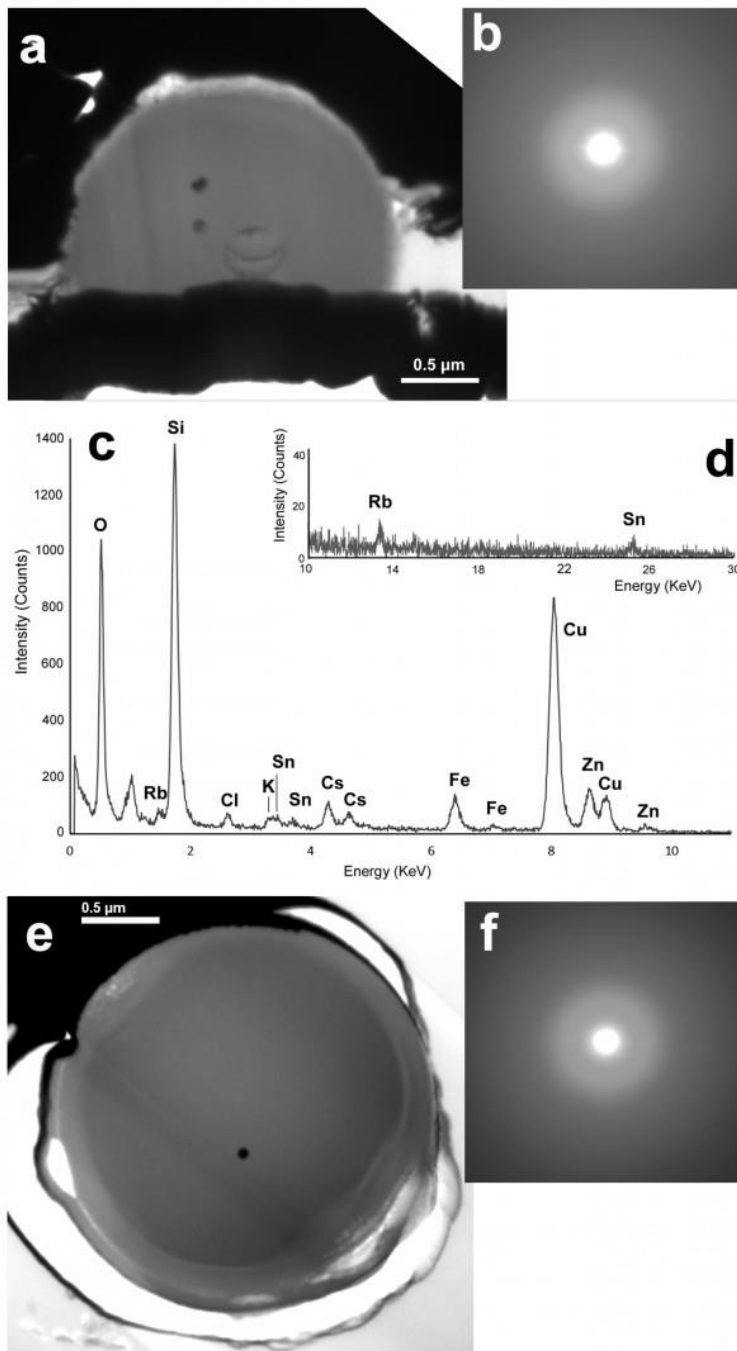 a
b
0.5 µm
c
d
Intensity (Counts)
1400
1200
1000
800
600
400
200
0
O
Rb
Si
Cl
K
Sn
Sn
Cs
Cs
Fe
Fe
Cu
Zn
Cu
Zn
0 2 4 6 8 10
Energy (KeV)
Intensity (Counts)
40
20
0
Rb
Sn
10 14 18 22 26 30
Energy (KeV)
0.5 µm
e
f